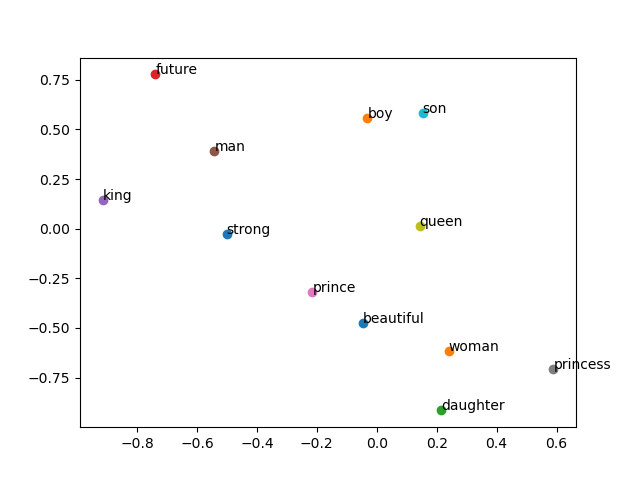 future
boy
son
man
king
queen
strong
prince
beautiful
woman
princess
daughter
0.75
0.50
0.25
0.00
−0.25
−0.50
−0.75
−0.8 −0.6 −0.4 −0.2 0.0 0.2 0.4 0.6